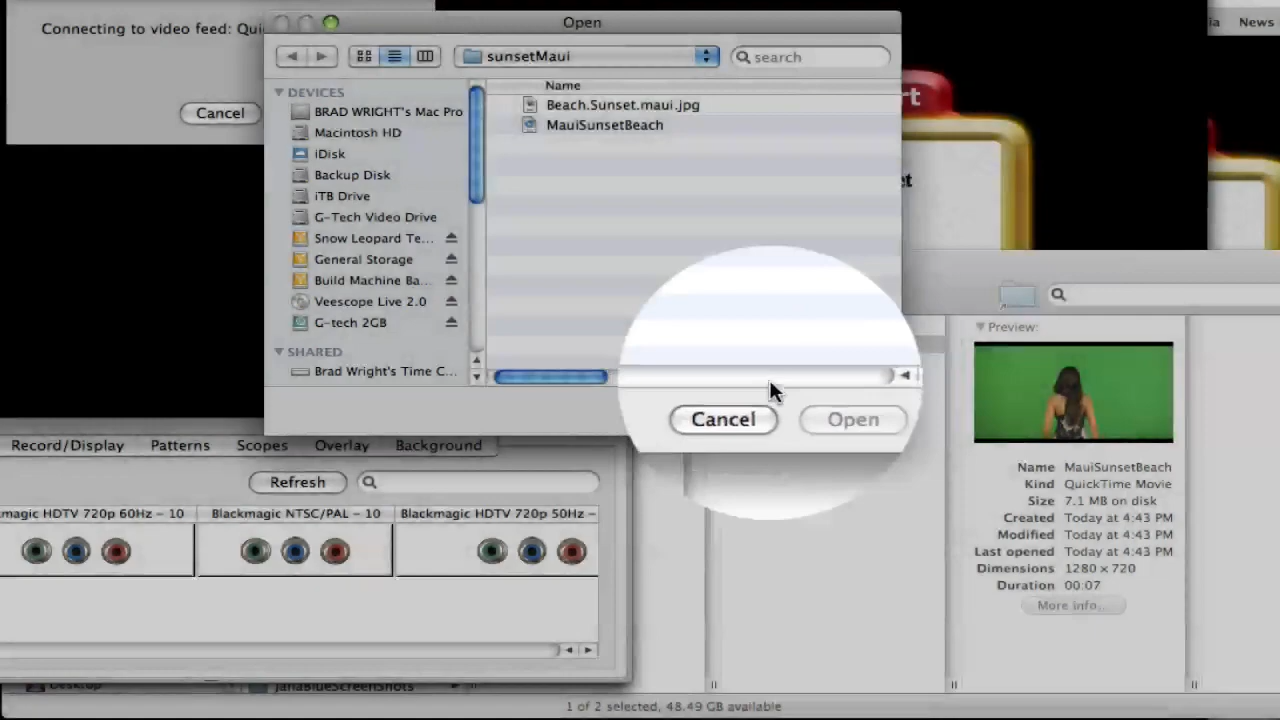 Connecting to video feed: Qui
Cancel
Open
sunsetMaui
search
DEVICES
BRAD WRIGHT's Mac Pro
Macintosh HD
iDisk
Backup Disk
iTB Drive
G-Tech Video Drive
Snow Leopard Te...
General Storage
Build Machine Ba...
Veescope Live 2.0
G-tech 2GB
SHARED
Brad Wright's Time C...
Name
Beach.Sunset.maui.jpg
MauiSunsetBeach
Cancel
Open
News
Preview:
Name MauiSunsetBeach
Kind QuickTime Movie
Size 7.1 MB on disk
Created Today at 4:43 PM
Modified Today at 4:43 PM
Last opened Today at 4:43 PM
Dimensions 1280 x 720
Duration 00:07
More info...
Record/Display Patterns Scopes Overlay Background
Refresh
magic HDTV 720p 60Hz - 10
Blackmagic NTSC/PAL - 10
Blackmagic HDTV 720p 50Hz -
JanaBlueScreenShots
1 of 2 selected, 48.49 GB available